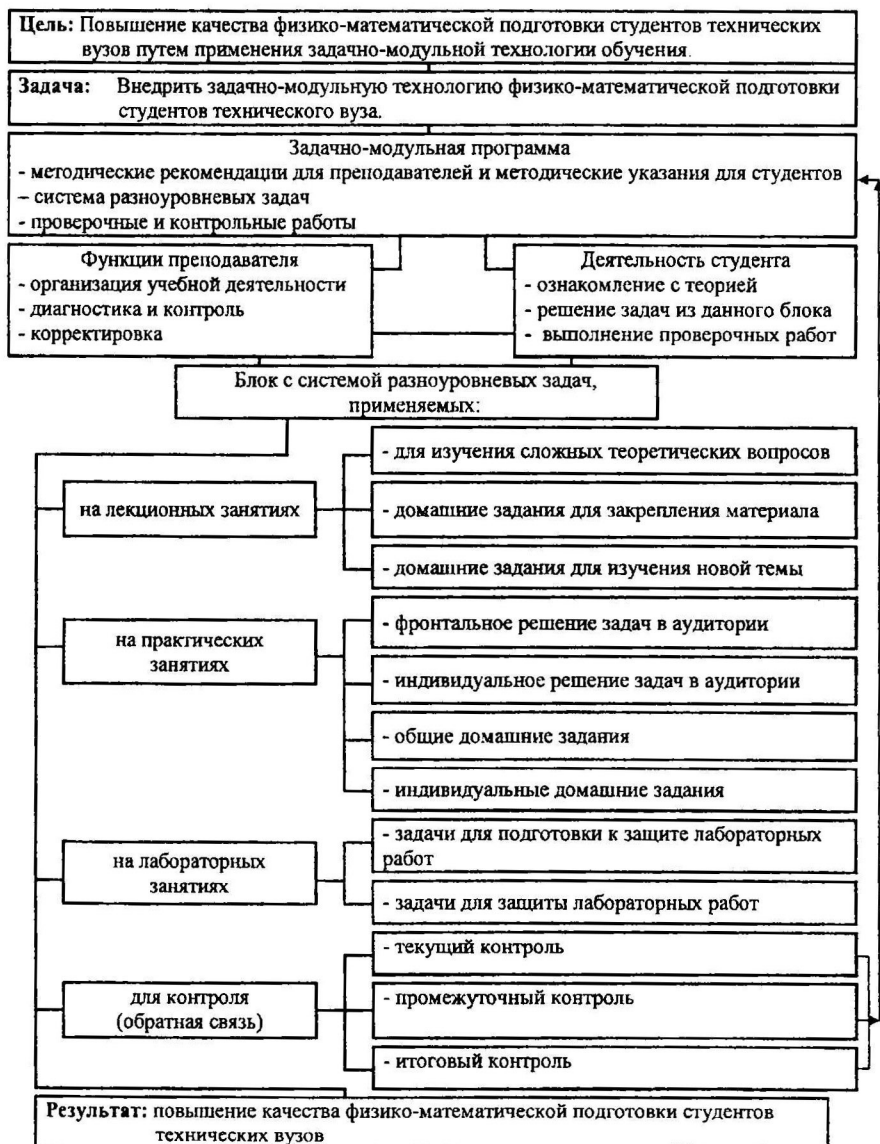 Цель: Повышение качества физико-математической подготовки студентов технических
вузов путем применения задачно-модульной технологии обучения.
Задача: Внедрить задачно-модульную технологию физико-математической подготовки
студентов технического вуза.
Задачно-модульная программа
- методические рекомендации для преподавателей и методические указания для студентов
– система разноуровневых задач
- проверочные и контрольные работы
Функции преподавателя
- организация учебной деятельности
- диагностика и контроль
- корректировка
Деятельность студента
- ознакомление с теорией
- решение задач из данного блока
- выполнение проверочных работ
Блок с системой разноуровневых задач,
применяемых:
на лекционных занятиях
- для изучения сложных теоретических вопросов
- домашние задания для закрепления материала
- домашние задания для изучения новой темы
на практических
занятиях
- фронтальное решение задач в аудитории
- индивидуальное решение задач в аудитории
- общие домашние задания
- индивидуальные домашние задания
на лабораторных
занятиях
- задачи для подготовки к защите лабораторных
работ
- задачи для защиты лабораторных работ
для контроля
(обратная связь)
- текущий контроль
- промежуточный контроль
- итоговый контроль
Результат: повышение качества физико-математической подготовки студентов
технических вузов